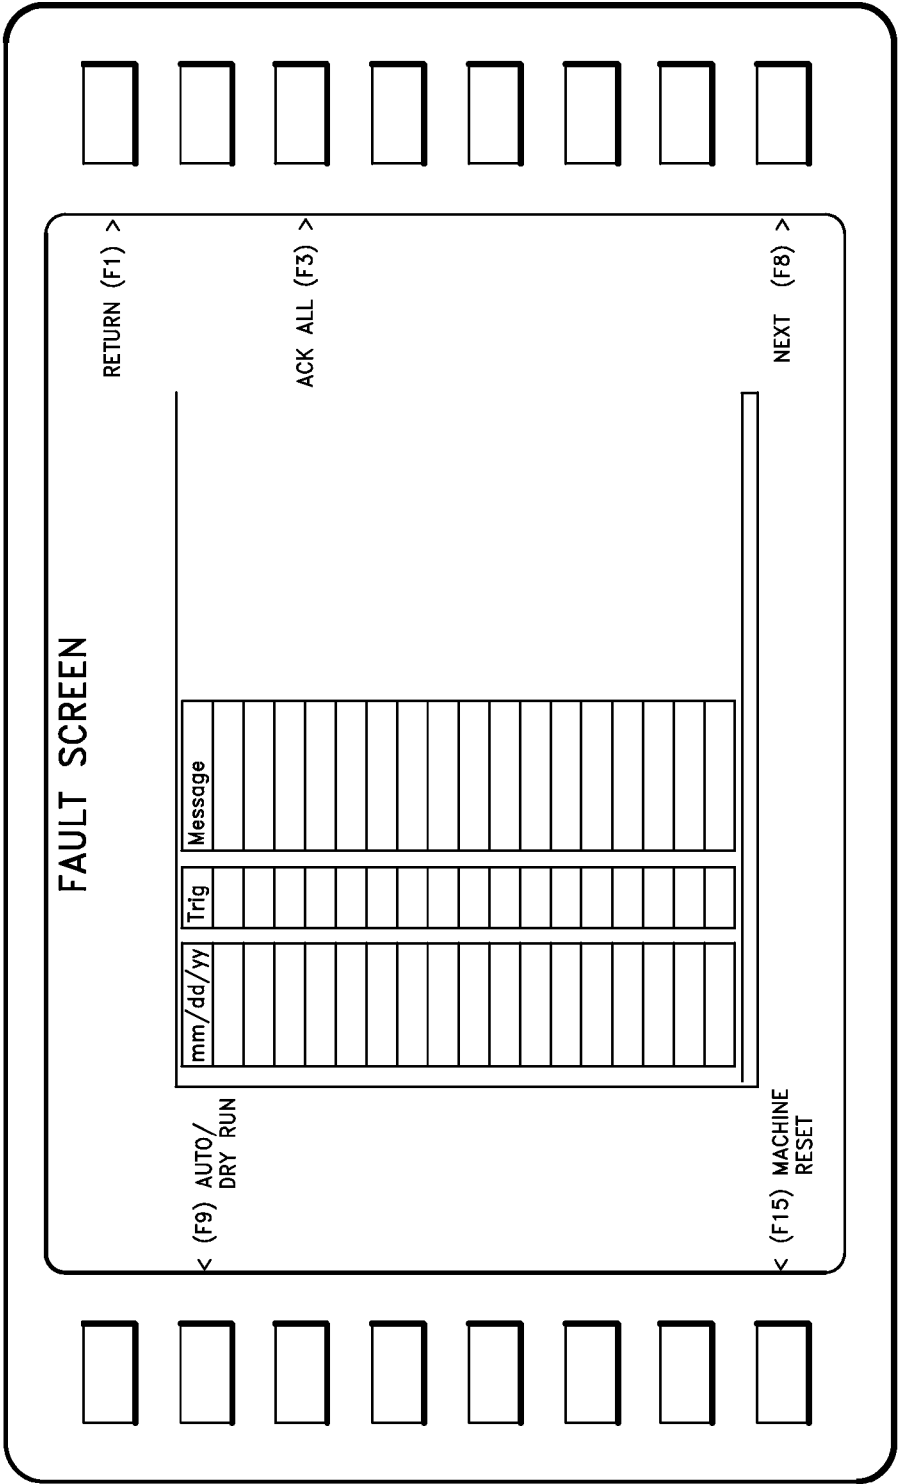 FAULT SCREEN
RETURN (F1) >
< (F9) AUTO/
DRY RUN
mm/dd/yy
Trig
Message
ACK ALL (F3) >
< (F15) MACHINE
RESET
NEXT (F8) >